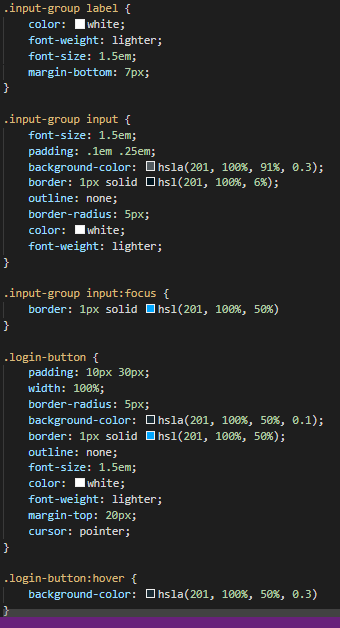 .input-group label {
    color: white;
    font-weight: lighter;
    font-size: 1.5em;
    margin-bottom: 7px;
}

.input-group input {
    font-size: 1.5em;
    padding: .1em .25em;
    background-color: hsla(201, 100%, 91%, 0.3);
    border: 1px solid hsl(201, 100%, 6%);
    outline: none;
    border-radius: 5px;
    color: white;
    font-weight: lighter;
}

.input-group input:focus {
    border: 1px solid hsl(201, 100%, 50%)
}

.login-button {
    padding: 10px 30px;
    width: 100%;
    border-radius: 5px;
    background-color: hsla(201, 100%, 50%, 0.1);
    border: 1px solid hsl(201, 100%, 50%);
    outline: none;
    font-size: 1.5em;
    color: white;
    font-weight: lighter;
    margin-top: 20px;
    cursor: pointer;
}

.login-button:hover {
    background-color: hsla(201, 100%, 50%, 0.3)
}